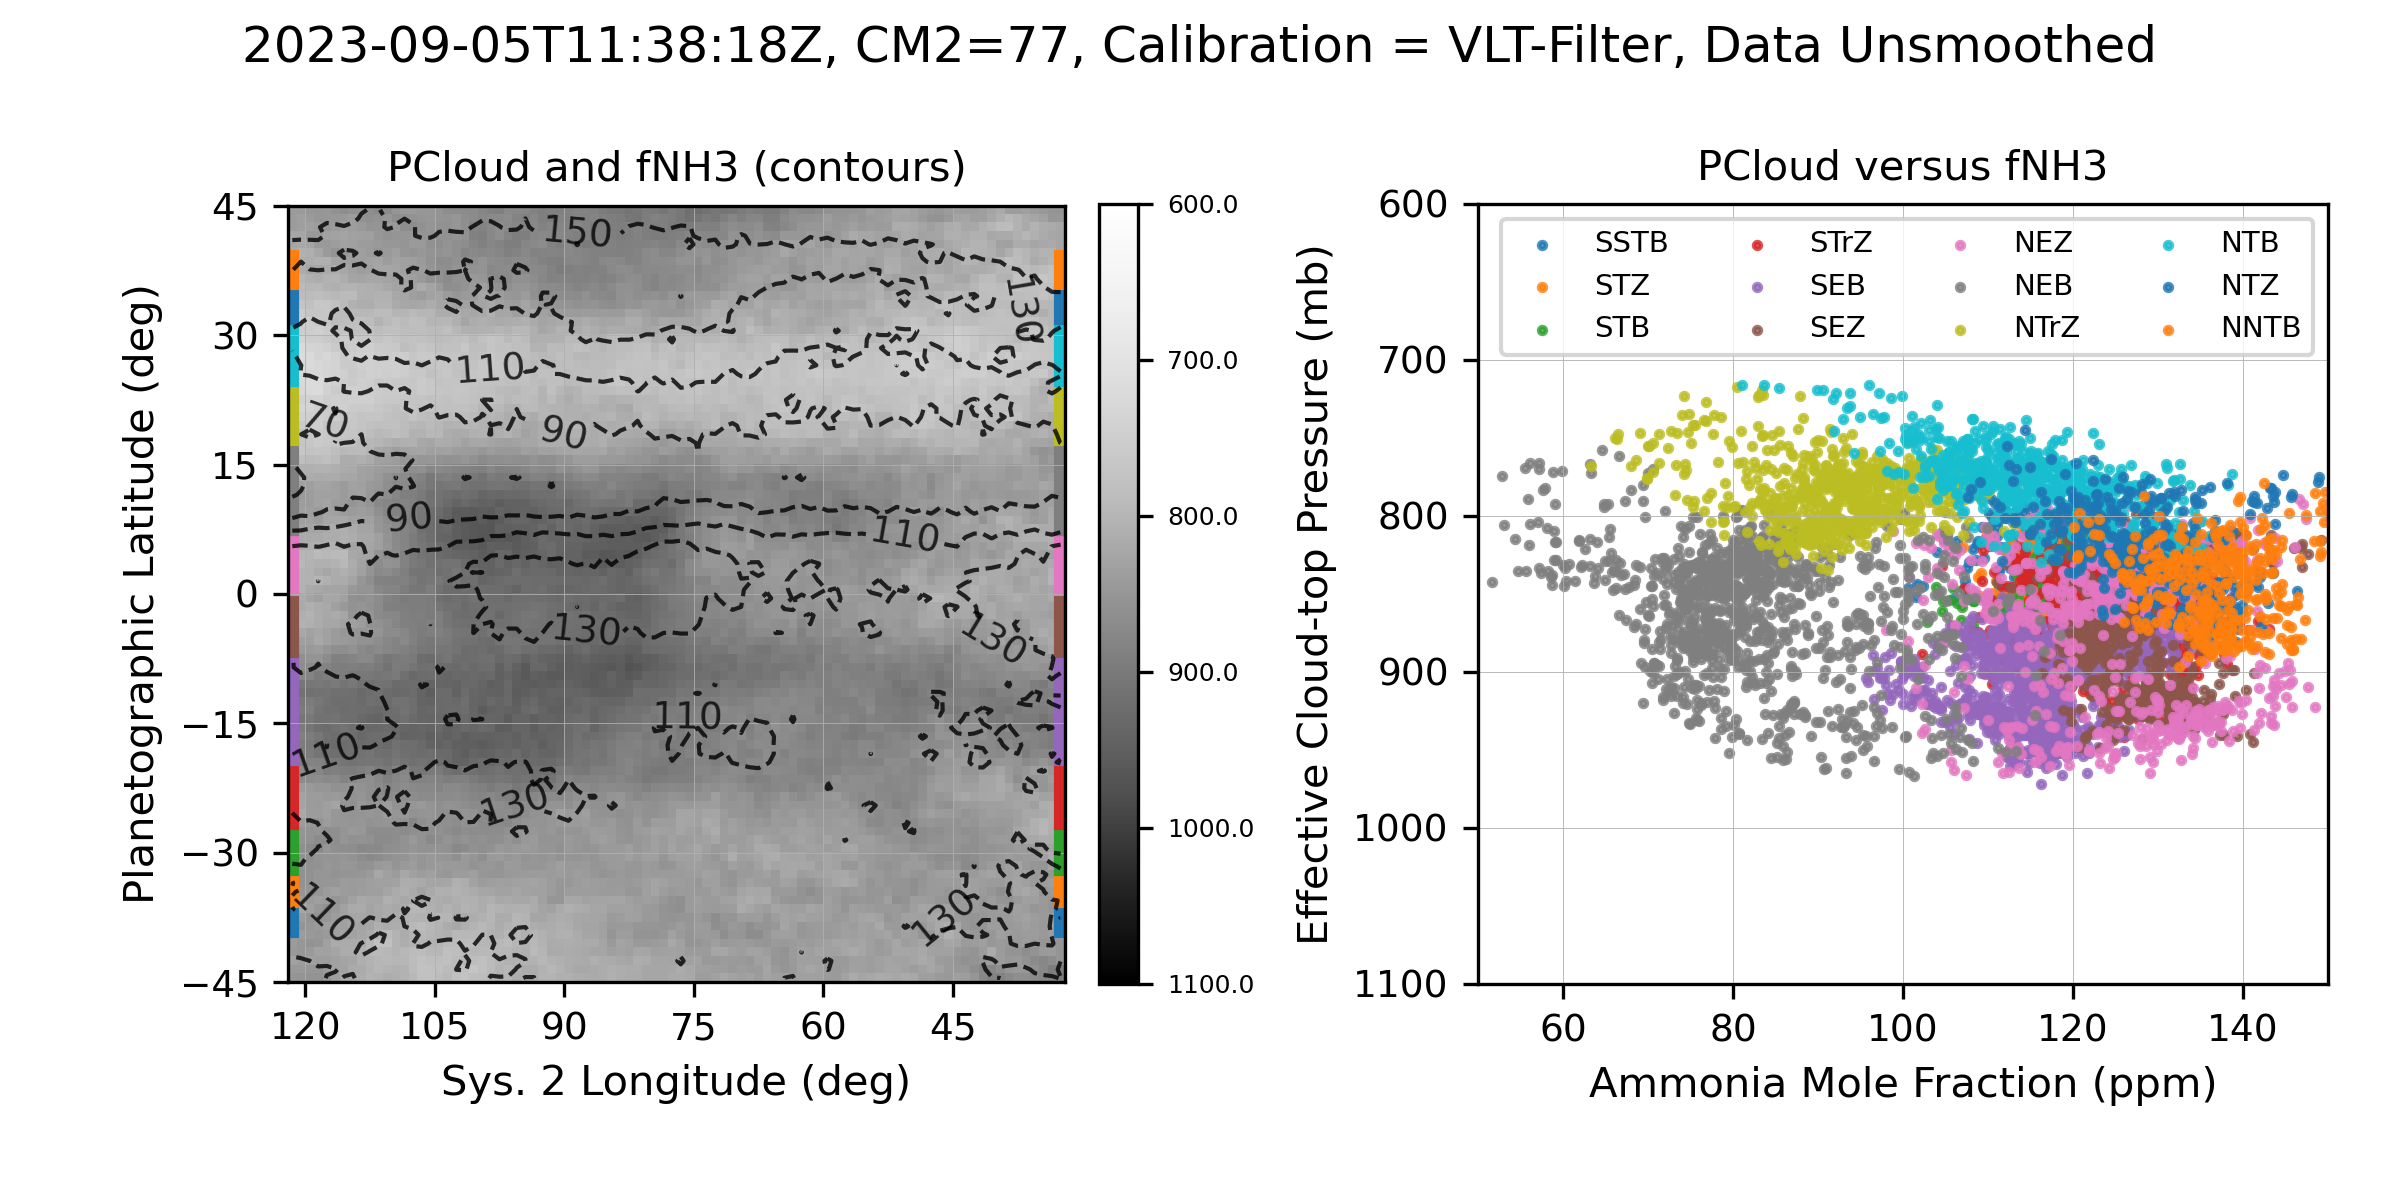 2023-09-05T11:38:18Z, CM2=77, Calibration = VLT-Filter, Data Unsmoothed
PCloud and fNH3 (contours)
Planetographic Latitude (deg)
45
30
15
0
−15
−30
−45
150
130
110
70
90
90
110
130
130
110
110
130
110
130
120
105
90
75
60
45
Sys. 2 Longitude (deg)
600.0
700.0
800.0
900.0
1000.0
1100.0
PCloud versus fNH3
Effective Cloud-top Pressure (mb)
600
700
800
900
1000
1100
SSTB
STZ
STB
STrZ
SEB
SEZ
NEZ
NEB
NTrZ
NTB
NTZ
NNTB
60
80
100
120
140
Ammonia Mole Fraction (ppm)